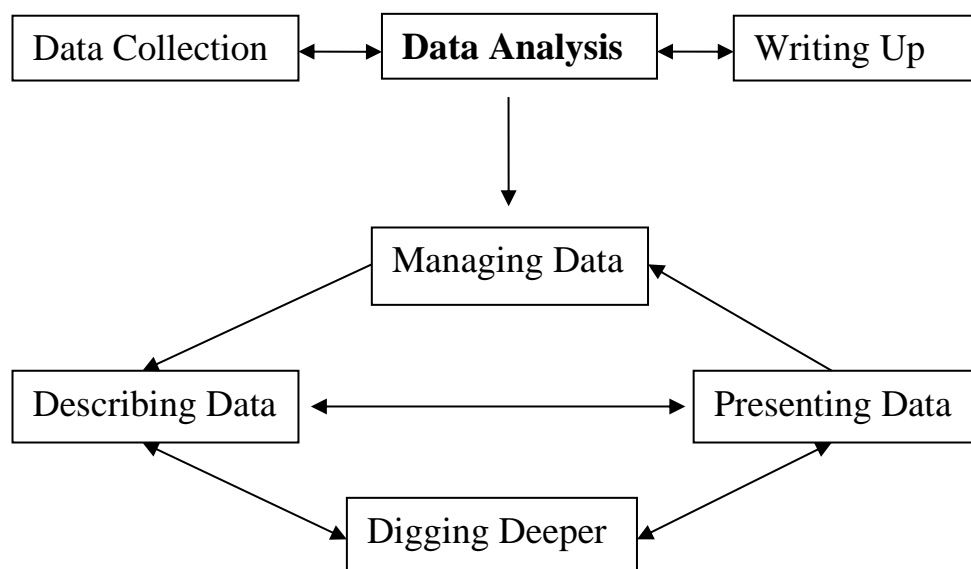 Data Collection
Data Analysis
Writing Up
Managing Data
Describing Data
Presenting Data
Digging Deeper